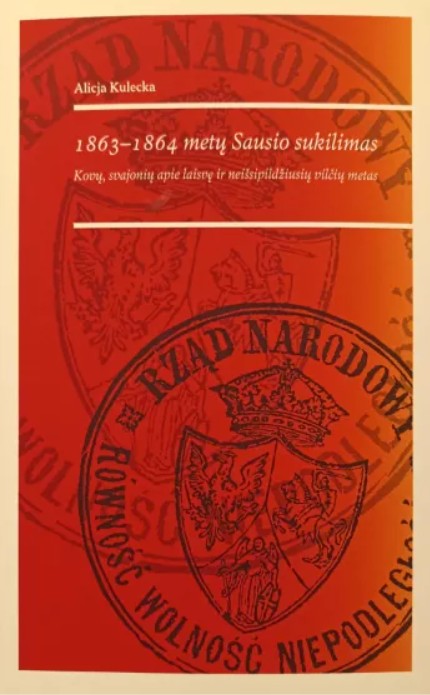 Alicja Kulecka
1863–1864 metų Sausio sukilimas
Kovų, svajonių apie laisvę ir neišsipildžiusių vilčių metas
RZĄD NARODOWY
RÓWNOŚĆ WOLNOŚĆ NIEPODLEGŁOŚĆ
RZĄD NARODOWY